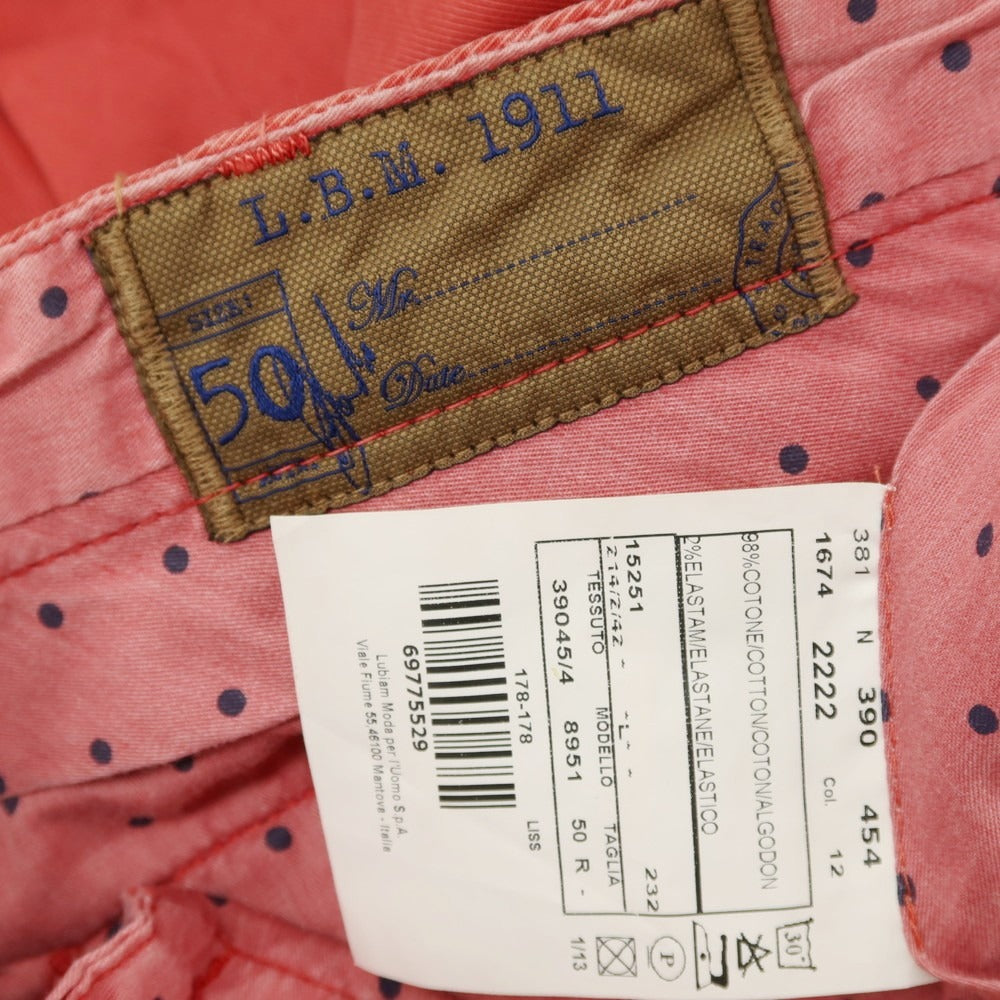 L.B.M. 1911
SIZE:
50
Mr.
Date
381 N 390 454
1674 2222 Col. 12
98%COTONE/COTTON/COTON/ALGODON
2%ELASTAM/ELASTANE/ELASTICO
15251 232
214/2/42 - -L- -
TESSUTO MODELLO TAGLIA
39045/4 8951 50 R -
178-178 LISS
69775529
Lubiam Moda per l'Uomo S.p.A.
Viale Fiume 55 46100 Mantova - Italia
30°
P
1/13